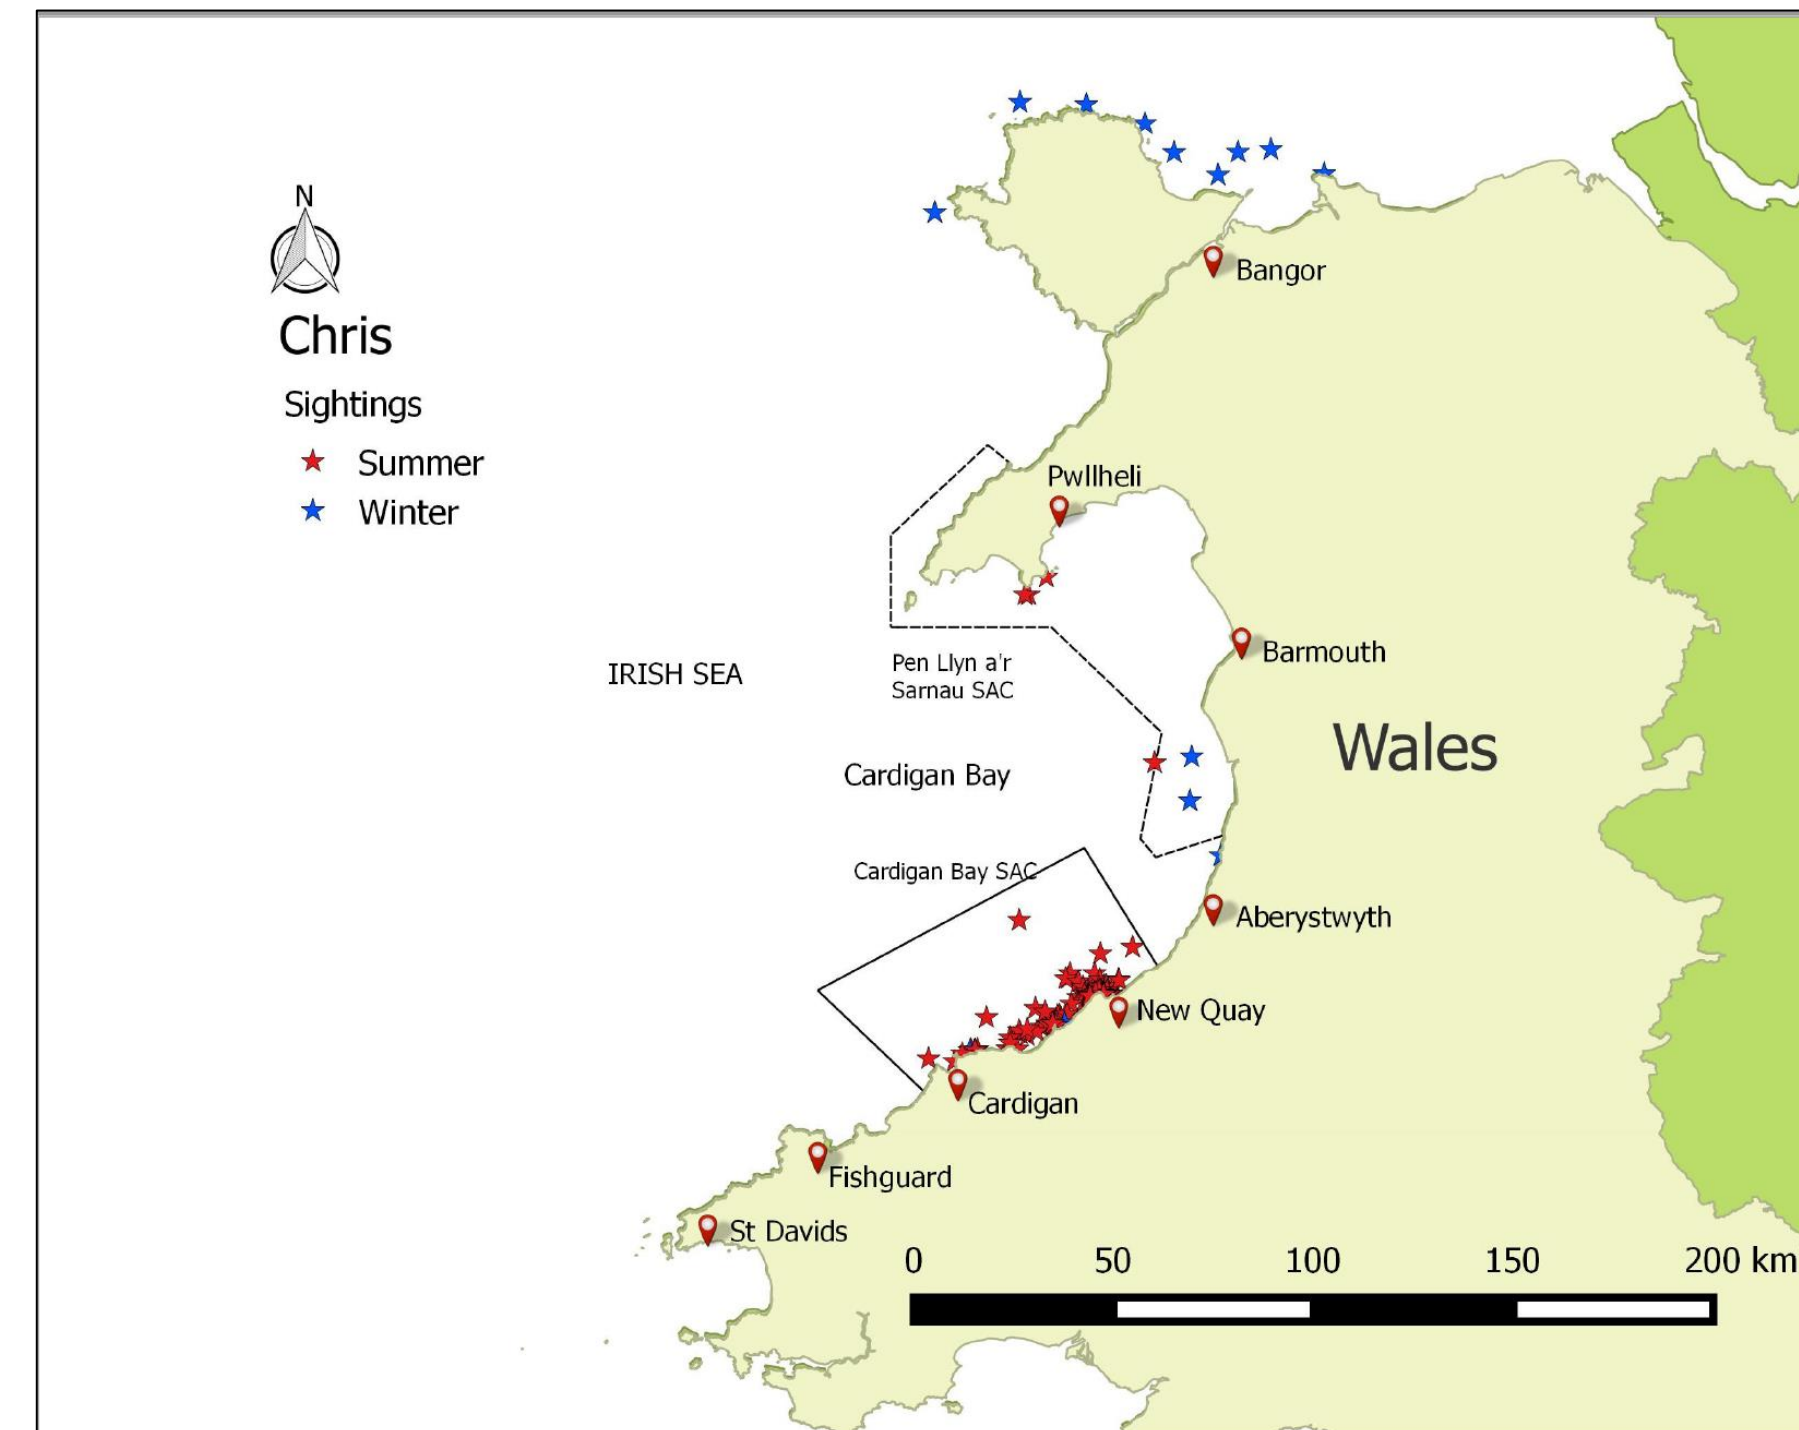 N
Chris
Sightings
Summer
Winter
Bangor
Pwllheli
Barmouth
IRISH SEA
Pen Llyn a'r
Sarnau SAC
Wales
Cardigan Bay
Cardigan Bay SAC
Aberystwyth
New Quay
Cardigan
Fishguard
St Davids
0 50 100 150 200 km